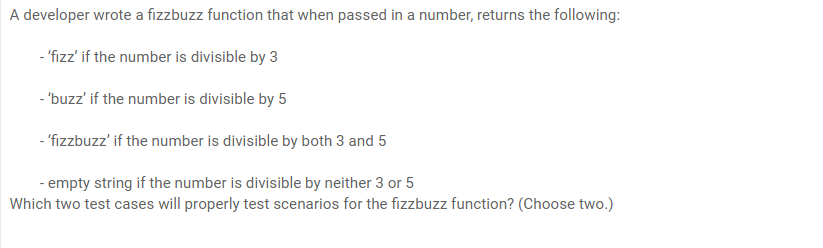 A developer wrote a fizzbuzz function that when passed in a number, returns the following:
- ‘fizz’ if the number is divisible by 3
- ‘buzz’ if the number is divisible by 5
- ‘fizzbuzz’ if the number is divisible by both 3 and 5
- empty string if the number is divisible by neither 3 or 5
Which two test cases will properly test scenarios for the fizzbuzz function? (Choose two.)